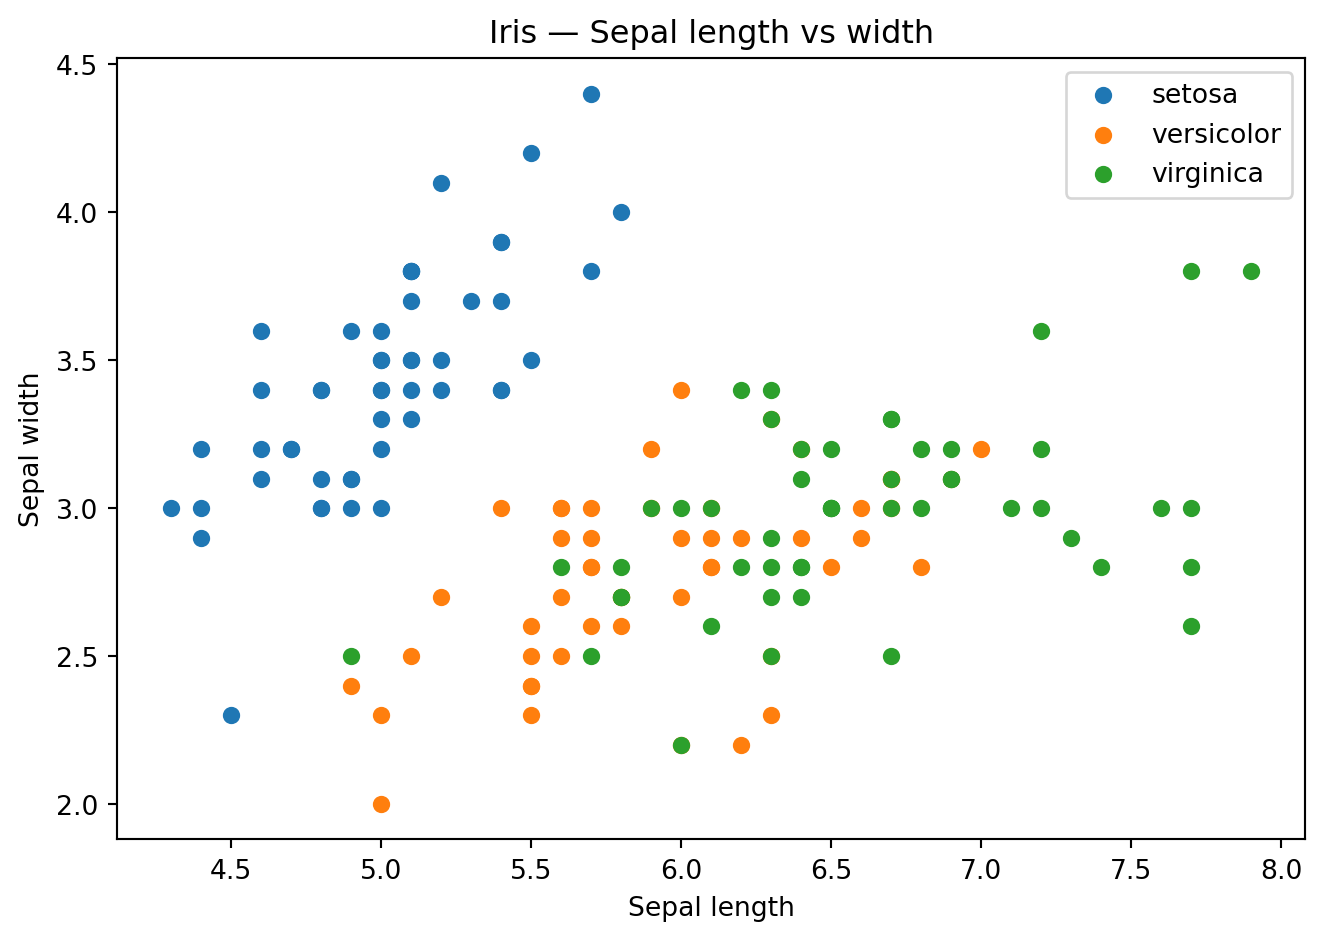 Iris — Sepal length vs width
setosa
versicolor
virginica
4.5
4.0
3.5
3.0
2.5
2.0
Sepal width
4.5 5.0 5.5 6.0 6.5 7.0 7.5 8.0
Sepal length